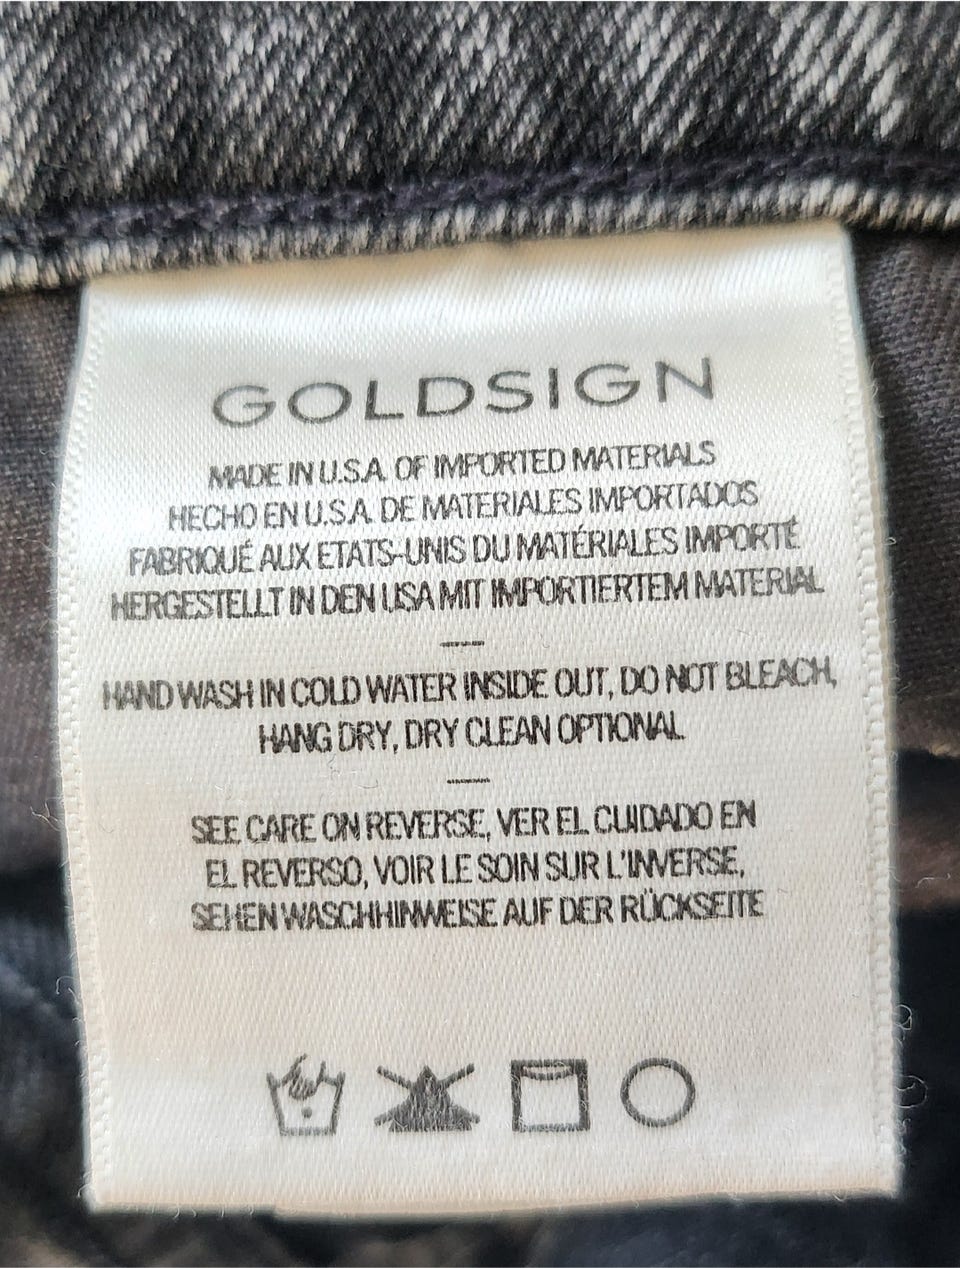 GOLDSIGN
MADE IN U.S.A. OF IMPORTED MATERIALS
HECHO EN U.S.A. DE MATERIALES IMPORTADOS
FABRIQUÉ AUX ETATS-UNIS DU MATÉRIALES IMPORTÉ
HERGESTELLT IN DEN USA MIT IMPORTIERTEM MATERIAL
—
HAND WASH IN COLD WATER INSIDE OUT, DO NOT BLEACH,
HANG DRY, DRY CLEAN OPTIONAL
—
SEE CARE ON REVERSE, VER EL CUIDADO EN
EL REVERSO, VOIR LE SOIN SUR L'INVERSE,
SEHEN WASCHHINWEISE AUF DER RÜCKSEITE